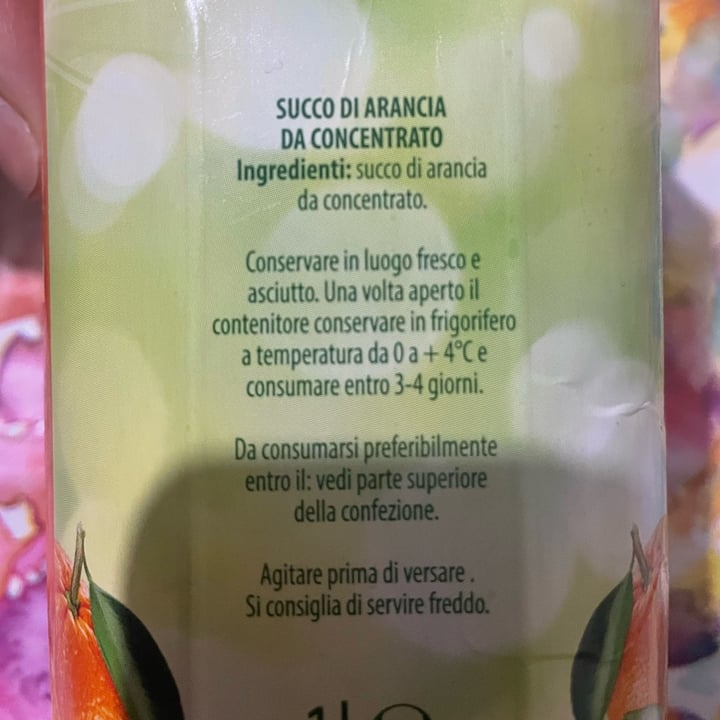 SUCCO DI ARANCIA
DA CONCENTRATO
Ingredienti: succo di arancia
da concentrato.
Conservare in luogo fresco e
asciutto. Una volta aperto il
contenitore conservare in frigorifero
a temperatura da 0 a + 4°C e
consumare entro 3-4 giorni.
Da consumarsi preferibilmente
entro il: vedi parte superiore
della confezione.
Agitare prima di versare .
Si consiglia di servire freddo.